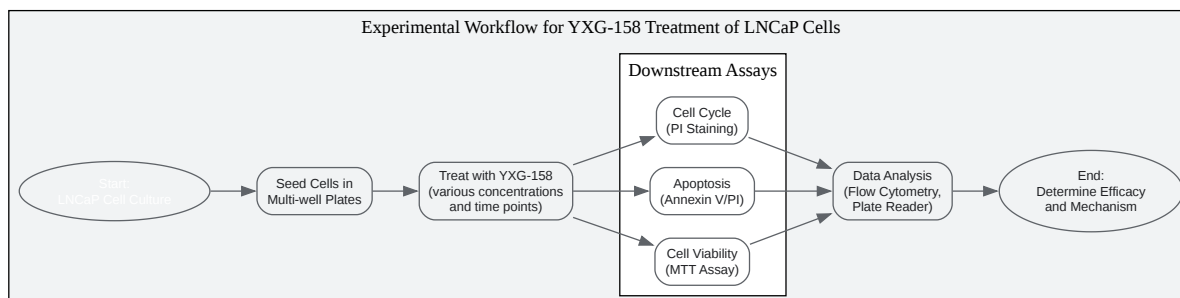 Experimental Workflow for YXG-158 Treatment of LNCaP Cells
Start:
LNCaP Cell Culture
Seed Cells in
Multi-well Plates
Treat with YXG-158
(various concentrations
and time points)
Downstream Assays
Cell Cycle
(PI Staining)
Apoptosis
(Annexin V/PI)
Cell Viability
(MTT Assay)
Data Analysis
(Flow Cytometry,
Plate Reader)
End:
Determine Efficacy
and Mechanism